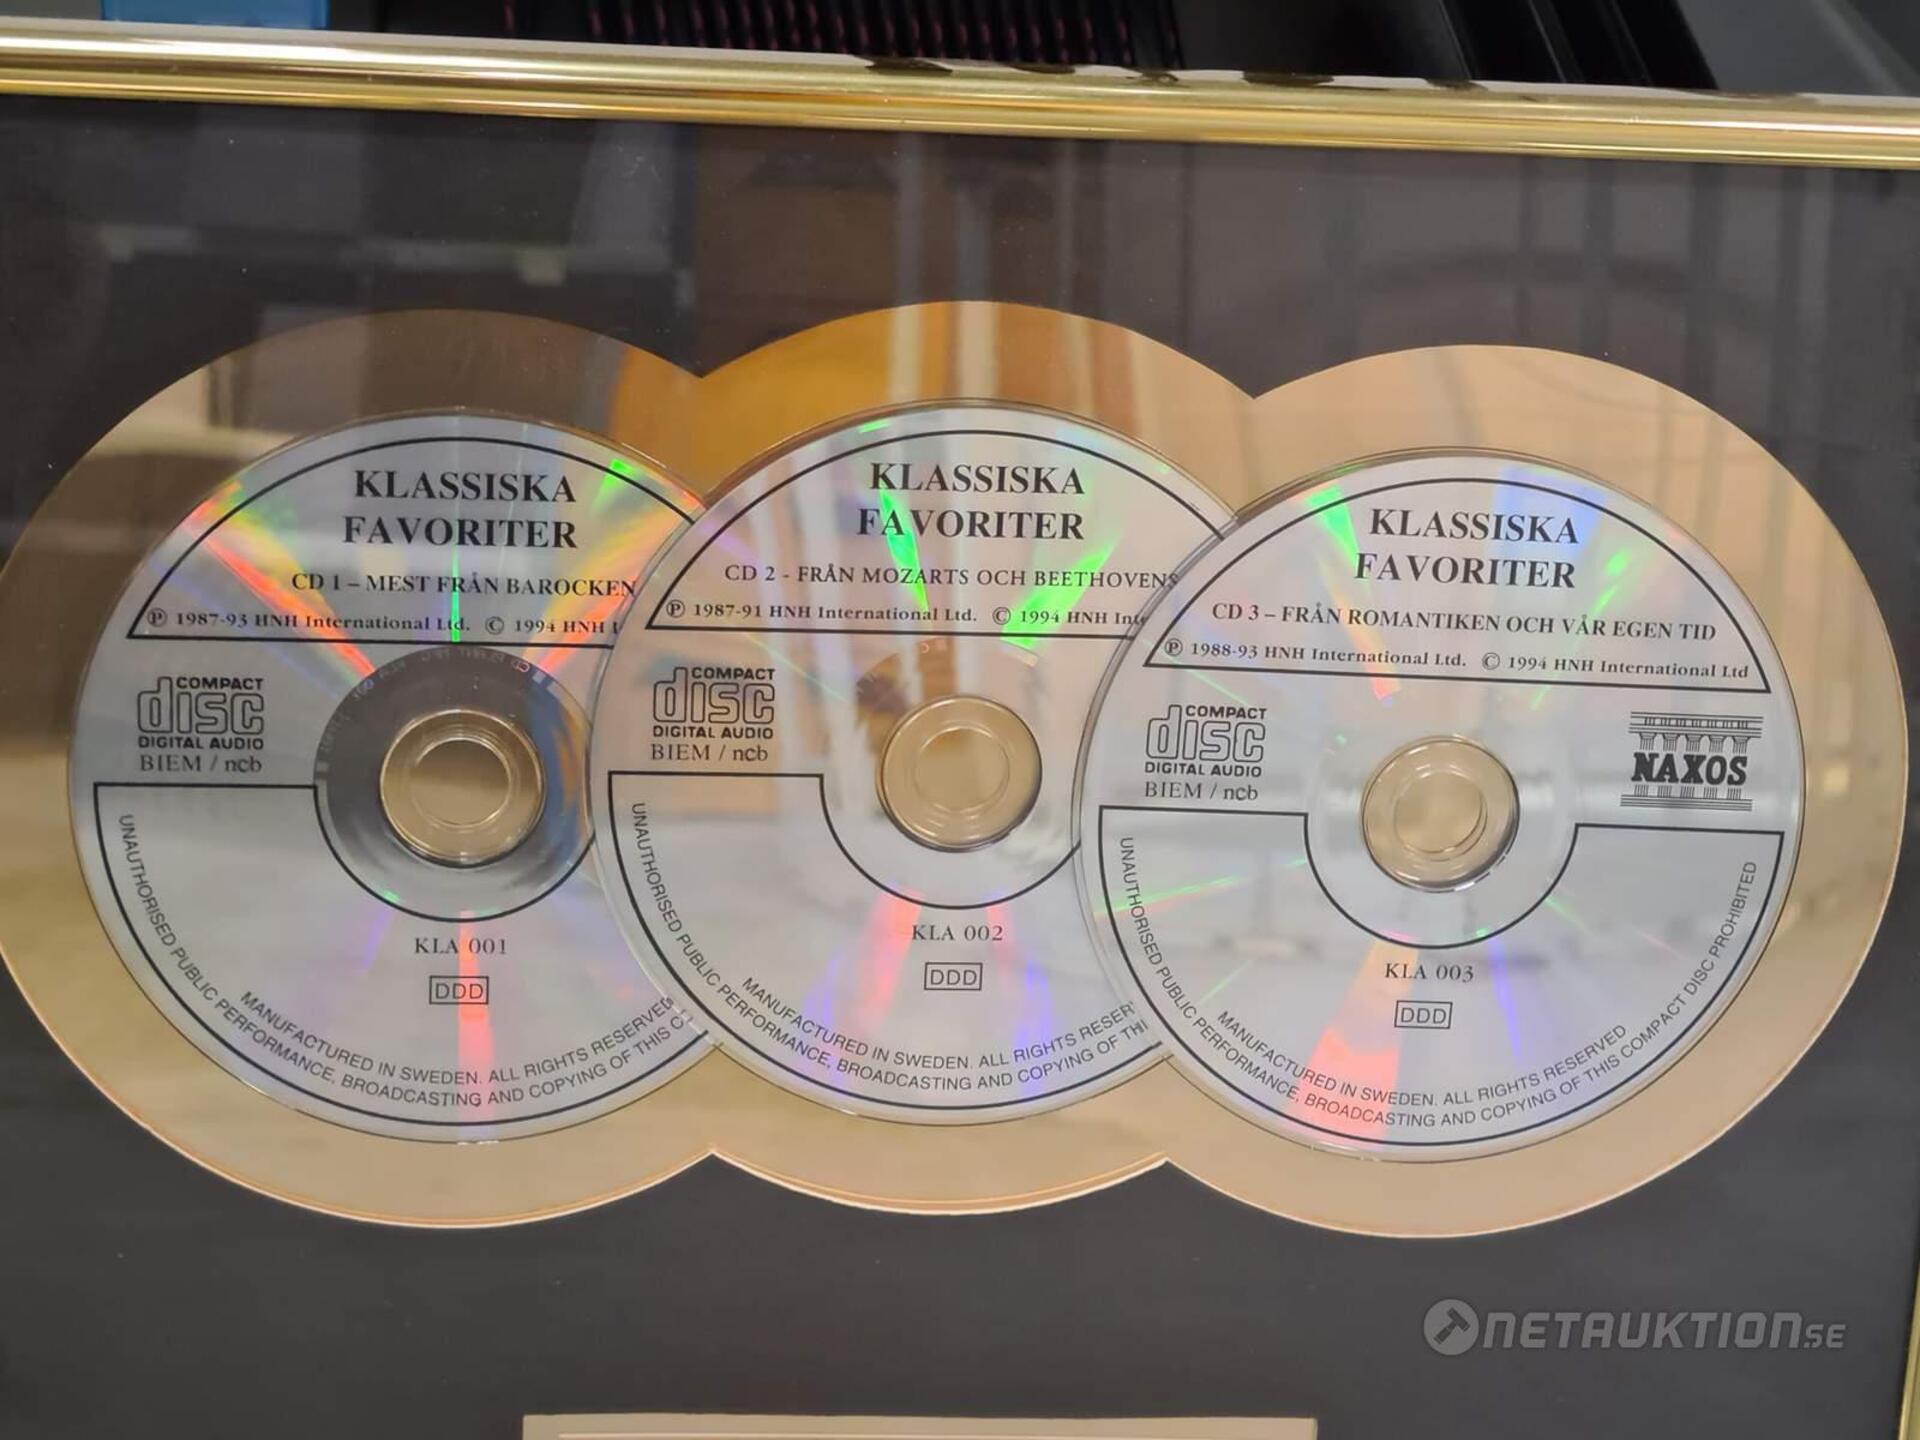 KLASSISKA
FAVORITER
CD 1 – MEST FRÅN BAROCKEN
Ⓟ 1987-93 HNH International Ltd. © 1994 HNH
COMPACT
disc
DIGITAL AUDIO
BIEM / ncb
KLA 001
DDD
MANUFACTURED IN SWEDEN. ALL RIGHTS RESERVED
UNAUTHORISED PUBLIC PERFORMANCE, BROADCASTING AND COPYING OF THIS
KLASSISKA
FAVORITER
CD 2 - FRÅN MOZARTS OCH BEETHOVENS
Ⓟ 1987-91 HNH International Ltd. © 1994 HNH
COMPACT
disc
DIGITAL AUDIO
BIEM / ncb
KLA 002
DDD
MANUFACTURED IN SWEDEN. ALL RIGHTS
UNAUTHORISED PUBLIC PERFORMANCE, BROADCASTING AND COPYING OF
KLASSISKA
FAVORITER
CD 3 – FRÅN ROMANTIKEN OCH VÅR EGEN TID
Ⓟ 1988-93 HNH International Ltd. © 1994 HNH International Ltd
COMPACT
disc
DIGITAL AUDIO
BIEM / ncb
NAXOS
KLA 003
DDD
MANUFACTURED IN SWEDEN. ALL RIGHTS RESERVED
UNAUTHORISED PUBLIC PERFORMANCE, BROADCASTING AND COPYING OF THIS COMPACT DISC PROHIBITED
NETAUKTION.SE